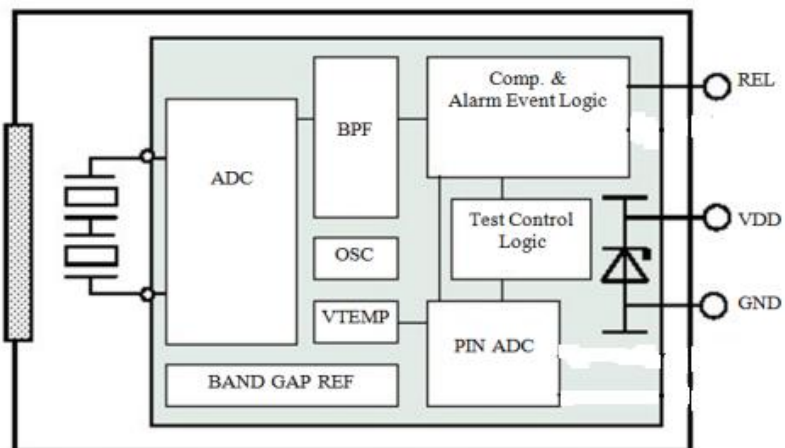 Comp. &
Alarm Event Logic
REL
BPF
ADC
Test Control
Logic
VDD
OSC
VTEMP
GND
PIN ADC
BAND GAP REF